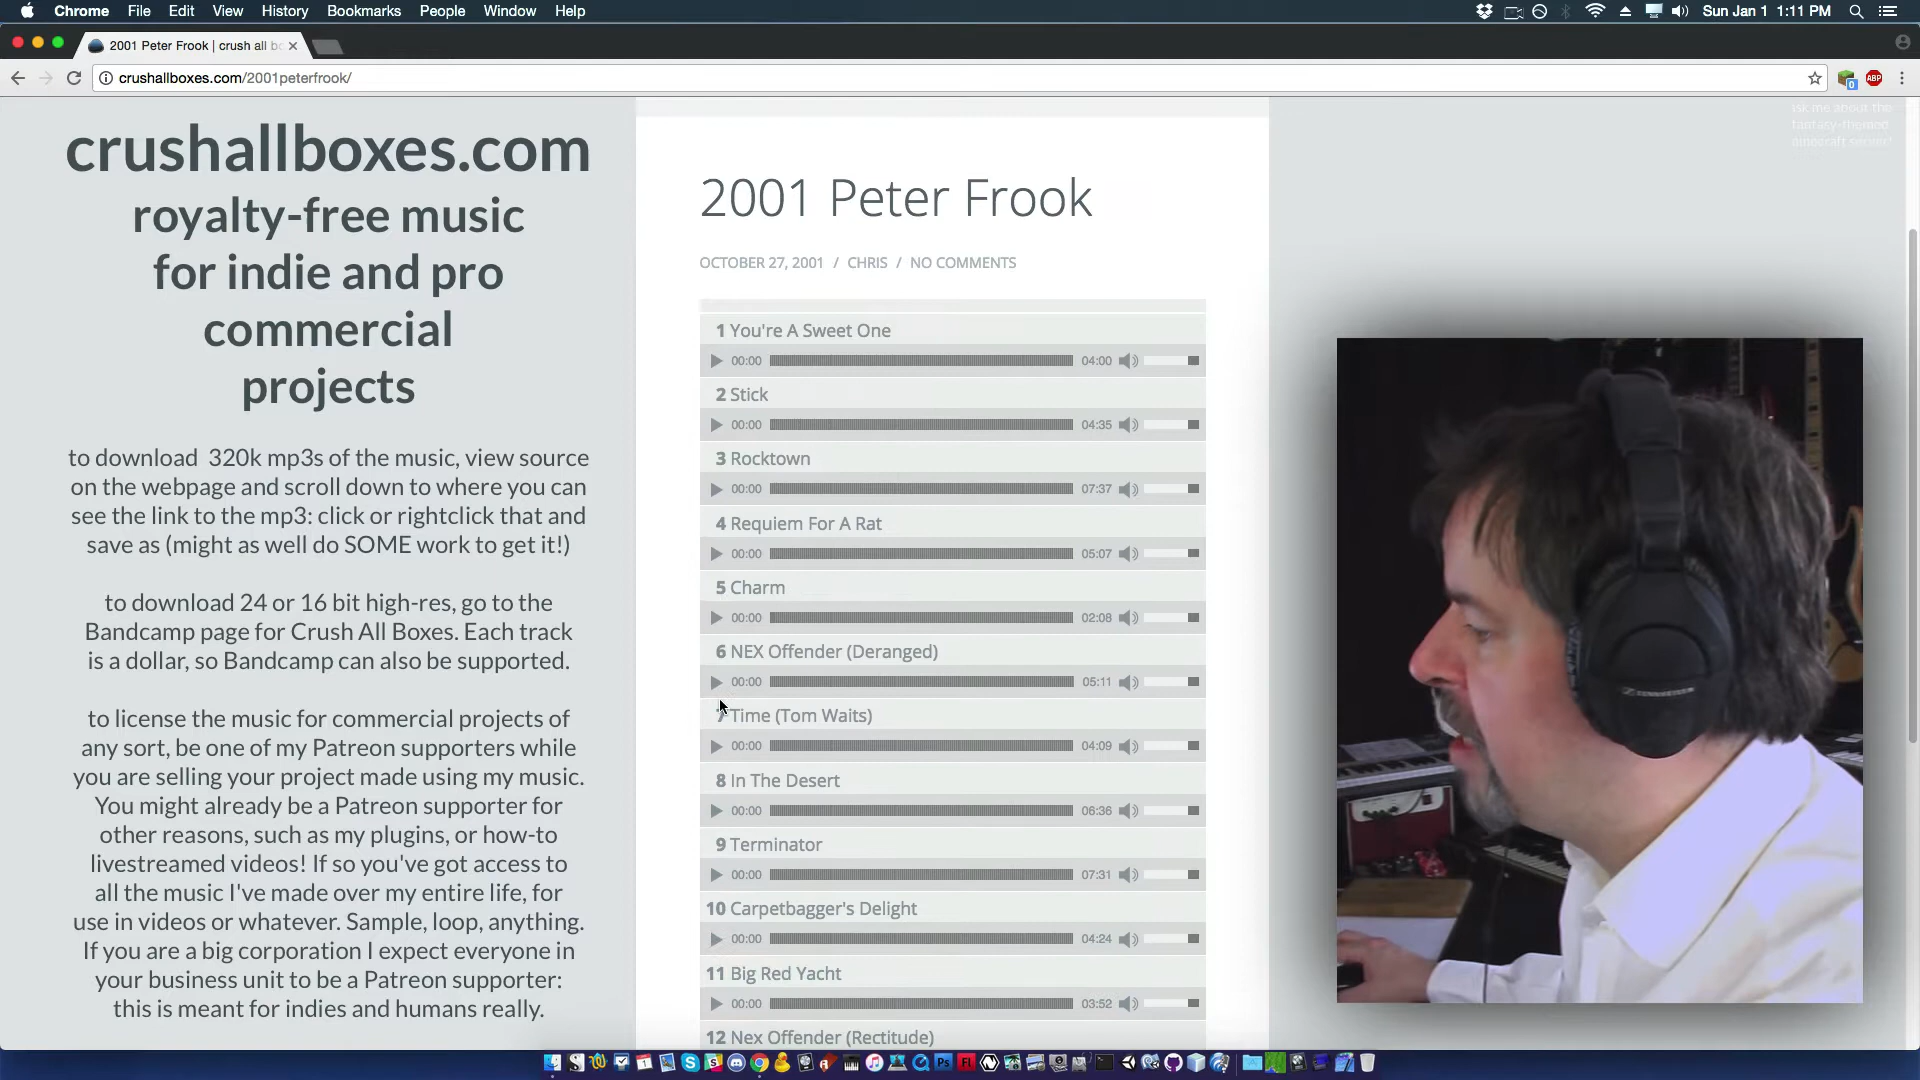 Chrome File Edit View History Bookmarks People Window Help Sun Jan 1 1:11 PM
2001 Peter Frook | crush all bo
crushallboxes.com/2001peterfrook/
ABP
0
ask me about the
fantasy-themed
minecraft server!
crushallboxes.com
royalty-free music
for indie and pro
commercial
projects
to download 320k mp3s of the music, view source
on the webpage and scroll down to where you can
see the link to the mp3: click or rightclick that and
save as (might as well do SOME work to get it!)
to download 24 or 16 bit high-res, go to the
Bandcamp page for Crush All Boxes. Each track
is a dollar, so Bandcamp can also be supported.
to license the music for commercial projects of
any sort, be one of my Patreon supporters while
you are selling your project made using my music.
You might already be a Patreon supporter for
other reasons, such as my plugins, or how-to
livestreamed videos! If so you've got access to
all the music I've made over my entire life, for
use in videos or whatever. Sample, loop, anything.
If you are a big corporation I expect everyone in
your business unit to be a Patreon supporter:
this is meant for indies and humans really.
2001 Peter Frook
OCTOBER 27, 2001 / CHRIS / NO COMMENTS
1 You're A Sweet One
00:00 04:00
2 Stick
00:00 04:35
3 Rocktown
00:00 07:37
4 Requiem For A Rat
00:00 05:07
5 Charm
00:00 02:08
6 NEX Offender (Deranged)
00:00 05:11
7 Time (Tom Waits)
00:00 04:09
8 In The Desert
00:00 06:36
9 Terminator
00:00 07:31
10 Carpetbagger's Delight
00:00 04:24
11 Big Red Yacht
00:00 03:52
12 Nex Offender (Rectitude)